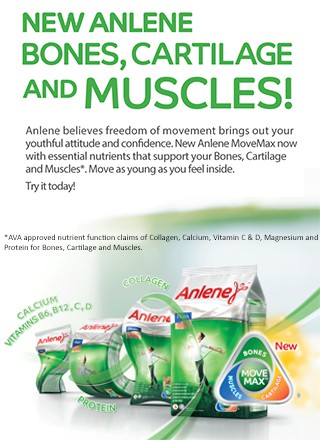 NEW ANLENE
BONES, CARTILAGE
AND MUSCLES!
Anlene believes freedom of movement brings out your
youthful attitude and confidence. New Anlene MoveMax now
with essential nutrients that support your Bones, Cartilage
and Muscles*. Move as young as you feel inside.
Try it today!
*AVA approved nutrient function claims of Collagen, Calcium, Vitamin C & D, Magnesium and
Protein for Bones, Cartilage and Muscles.
COLLAGEN
CALCIUM
VITAMINS B6, B12, C, D
PROTEIN
Anlene
Anlene
Anlene
New
BONES
MOVE
MAX™
MUSCLES
CARTILAGE